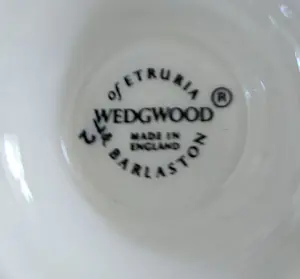 of ETRURIA
WEDGWOOD®
MADE IN
ENGLAND
& BARLASTON